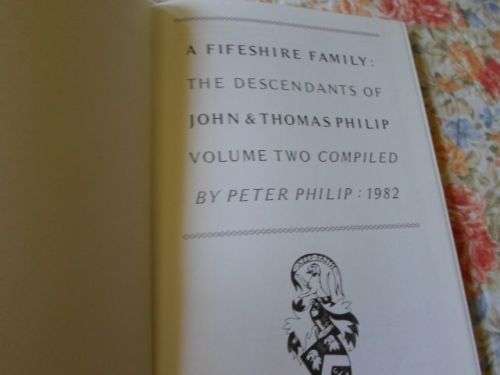 A FIFESHIRE FAMILY:
THE DESCENDANTS OF
JOHN & THOMAS PHILIP
VOLUME TWO COMPILED
BY PETER PHILIP : 1982